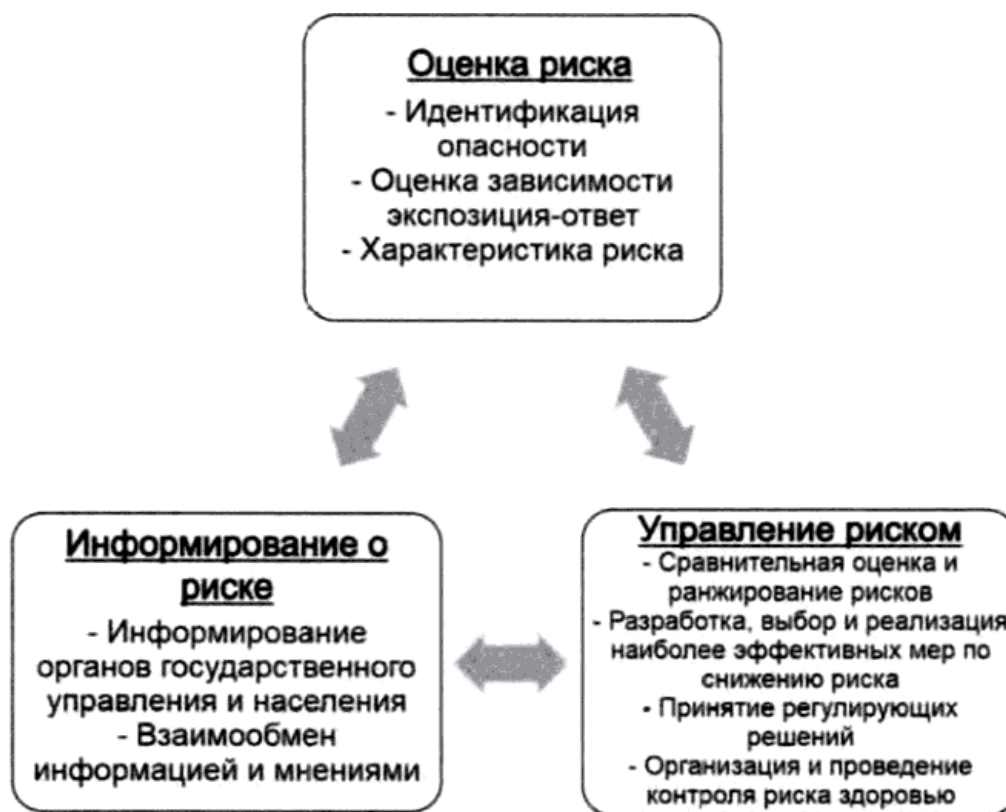 Оценка риска
- Идентификация
опасности
- Оценка зависимости
экспозиция-ответ
- Характеристика риска
Информирование о
риске
- Информирование
органов государственного
управления и населения
- Взаимообмен
информацией и мнениями
Управление риском
- Сравнительная оценка и
ранжирование рисков
- Разработка, выбор и реализация
наиболее эффективных мер по
снижению риска
- Принятие регулирующих
решений
- Организация и проведение
контроля риска здоровью